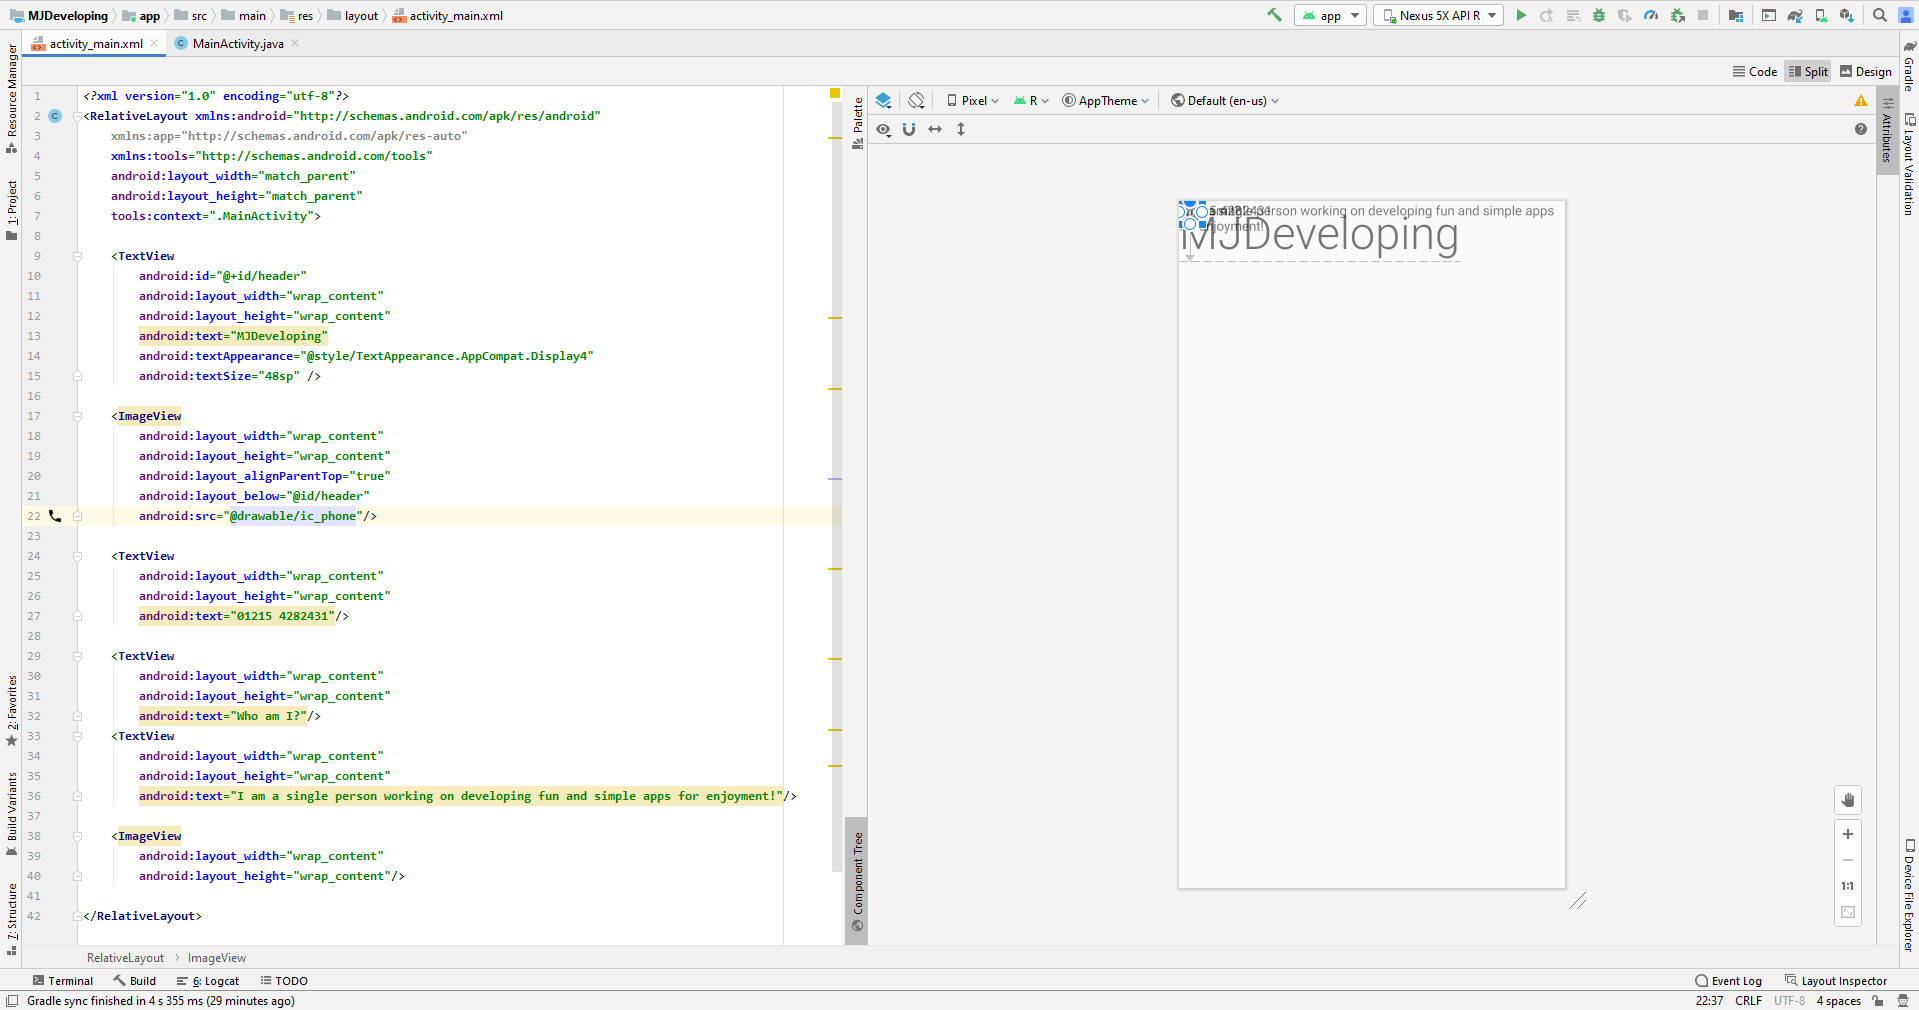 MJDeveloping app src main res layout activity_main.xml
app Nexus 5X API R
activity_main.xml MainActivity.java
Code Split Design
Resource Manager
1: Project
2: Favorites
Build Variants
7: Structure
1 <?xml version="1.0" encoding="utf-8"?>
2 <RelativeLayout xmlns:android="http://schemas.android.com/apk/res/android"
3 xmlns:app="http://schemas.android.com/apk/res-auto"
4 xmlns:tools="http://schemas.android.com/tools"
5 android:layout_width="match_parent"
6 android:layout_height="match_parent"
7 tools:context=".MainActivity">
8
9 <TextView
10 android:id="@+id/header"
11 android:layout_width="wrap_content"
12 android:layout_height="wrap_content"
13 android:text="MJDeveloping"
14 android:textAppearance="@style/TextAppearance.AppCompat.Display4"
15 android:textSize="48sp" />
16
17 <ImageView
18 android:layout_width="wrap_content"
19 android:layout_height="wrap_content"
20 android:layout_alignParentTop="true"
21 android:layout_below="@id/header"
22 android:src="@drawable/ic_phone"/>
23
24 <TextView
25 android:layout_width="wrap_content"
26 android:layout_height="wrap_content"
27 android:text="01215 4282431"/>
28
29 <TextView
30 android:layout_width="wrap_content"
31 android:layout_height="wrap_content"
32 android:text="Who am I?"/>
33 <TextView
34 android:layout_width="wrap_content"
35 android:layout_height="wrap_content"
36 android:text="I am a single person working on developing fun and simple apps for enjoyment!"/>
37
38 <ImageView
39 android:layout_width="wrap_content"
40 android:layout_height="wrap_content"/>
41
42 </RelativeLayout>
RelativeLayout ImageView
Palette
Component Tree
Pixel R AppTheme Default (en-us)
person working on developing fun and simple apps
MJDeveloping
1:1
Gradle
Attributes
Layout Validation
Device File Explorer
Terminal Build 6: Logcat TODO Event Log Layout Inspector
Gradle sync finished in 4 s 355 ms (29 minutes ago) 22:37 CRLF UTF-8 4 spaces